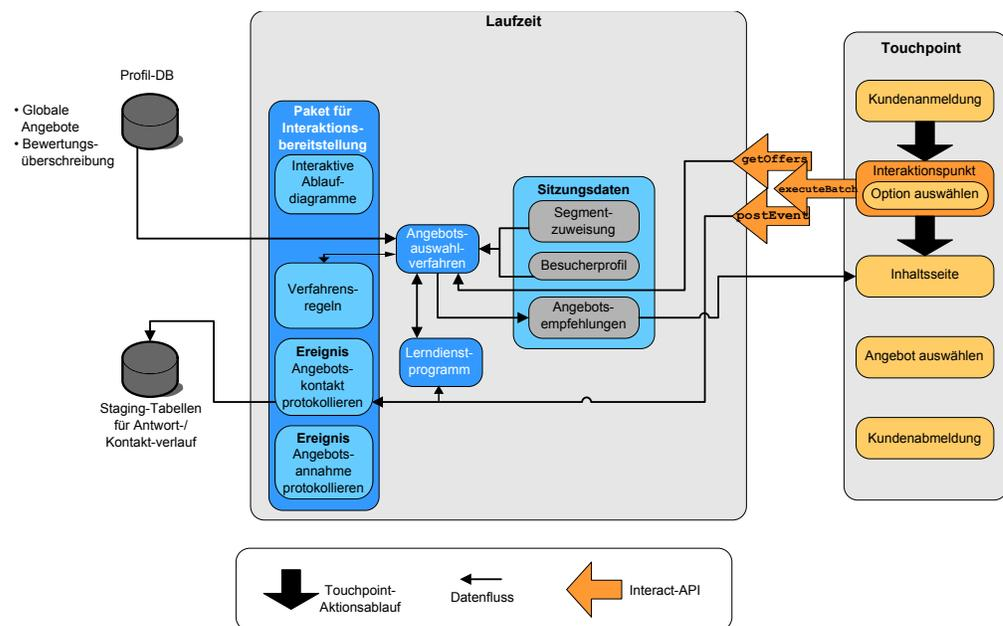 Laufzeit
Touchpoint
Profil-DB
• Globale
Angebote
• Bewertungs-
überschreibung
Paket für
Interaktions-
bereitstellung
Interaktive
Ablauf-
diagramme
Verfahrens-
regeln
Ereignis
Angebots-
kontakt
protokollieren
Ereignis
Angebots-
annahme
protokollieren
Angebots-
auswahl-
verfahren
Lerndienst-
programm
Sitzungsdaten
Segment-
zuweisung
Besucherprofil
Angebots-
empfehlungen
getOffers
executeBatch
postEvent
Kundenanmeldung
Interaktionspunkt
Option auswählen
Inhaltsseite
Angebot auswählen
Kundenabmeldung
Staging-Tabellen
für Antwort-/
Kontakt-verlauf
Touchpoint-
Aktionsablauf
Datenfluss
Interact-API